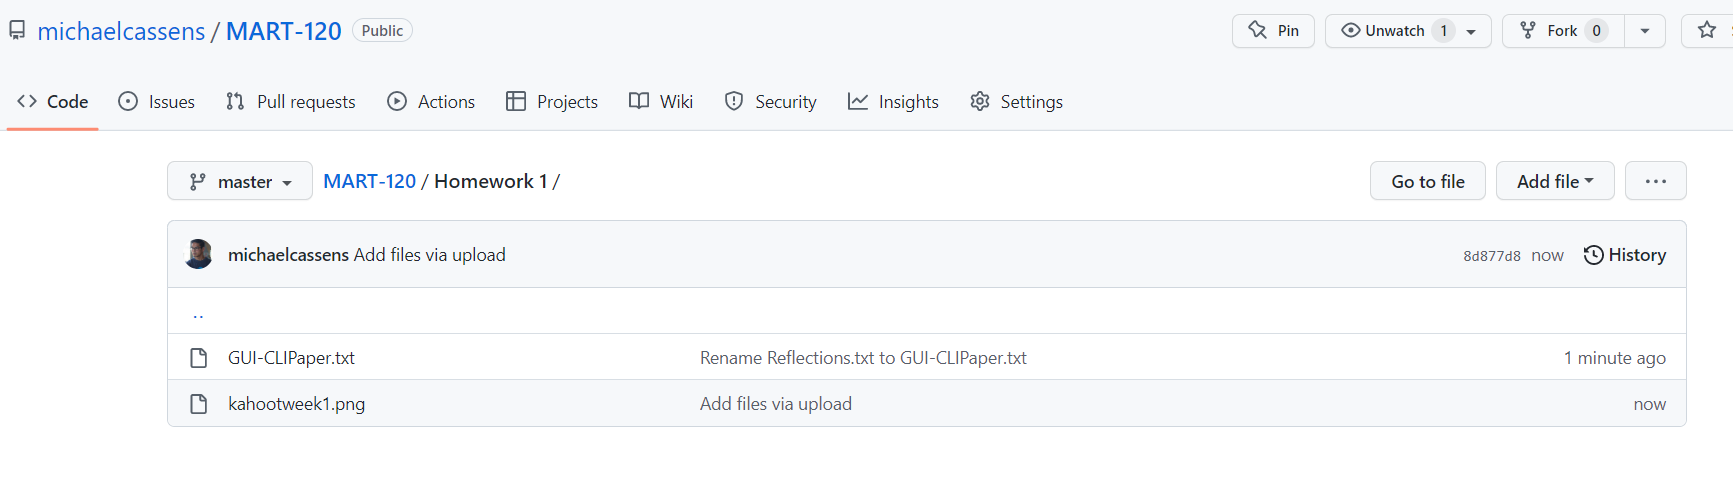 michaelcassens / MART-120 Public Pin Unwatch 1 Fork 0
Code Issues Pull requests Actions Projects Wiki Security Insights Settings
master MART-120 / Homework 1 / Go to file Add file ...
michaelcassens Add files via upload 8d877d8 now History
..
GUI-CLIPaper.txt Rename Reflections.txt to GUI-CLIPaper.txt 1 minute ago
kahootweek1.png Add files via upload now